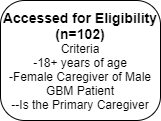 Accessed for Eligibility
(n=102)
Criteria
-18+ years of age
-Female Caregiver of Male
GBM Patient
--Is the Primary Caregiver